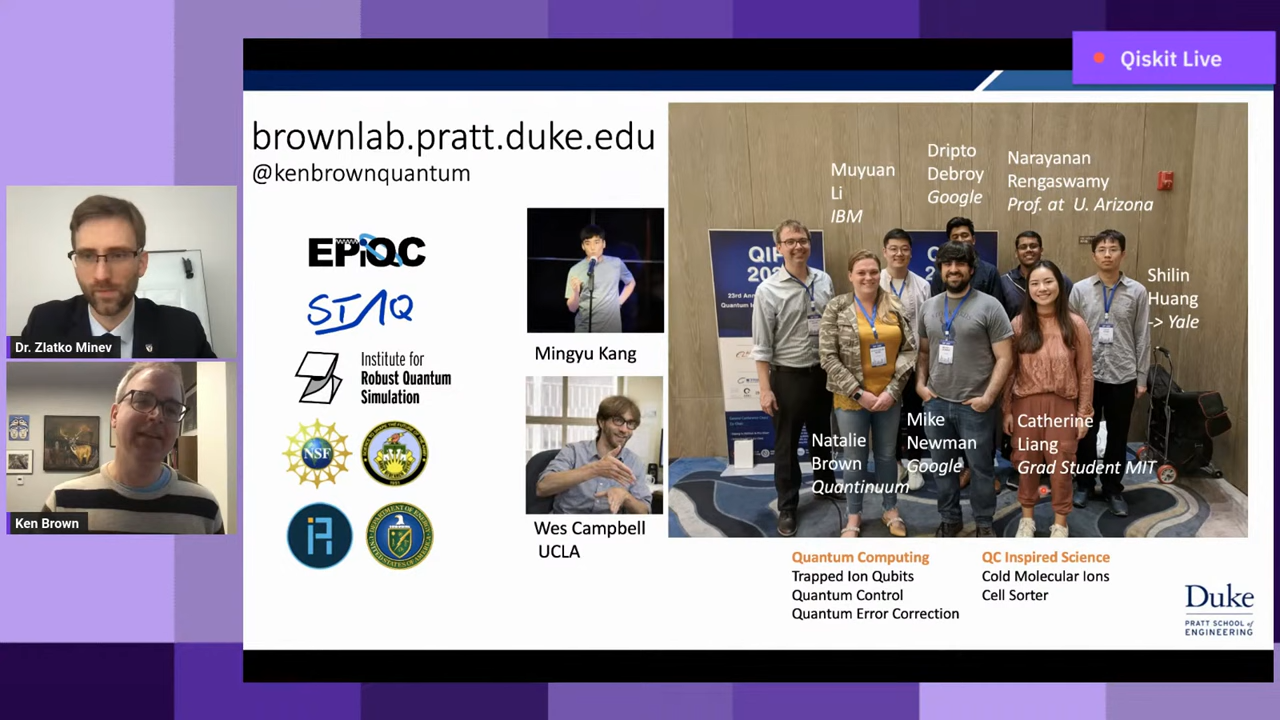 Qiskit Live
brownlab.pratt.duke.edu
@kenbrownquantum
EPiQC
STAQ
Institute for
Robust Quantum
Simulation
NSF
Mingyu Kang
Wes Campbell
UCLA
Muyuan
Li
IBM
Dripto
Debroy
Google
Narayanan
Rengaswamy
Prof. at U. Arizona
Shilin
Huang
-> Yale
Natalie
Brown
Quantinuum
Mike
Newman
Google
Catherine
Liang
Grad Student MIT
Quantum Computing
Trapped Ion Qubits
Quantum Control
Quantum Error Correction
QC Inspired Science
Cold Molecular Ions
Cell Sorter
Duke
PRATT SCHOOL of
ENGINEERING
Dr. Zlatko Minev
Ken Brown